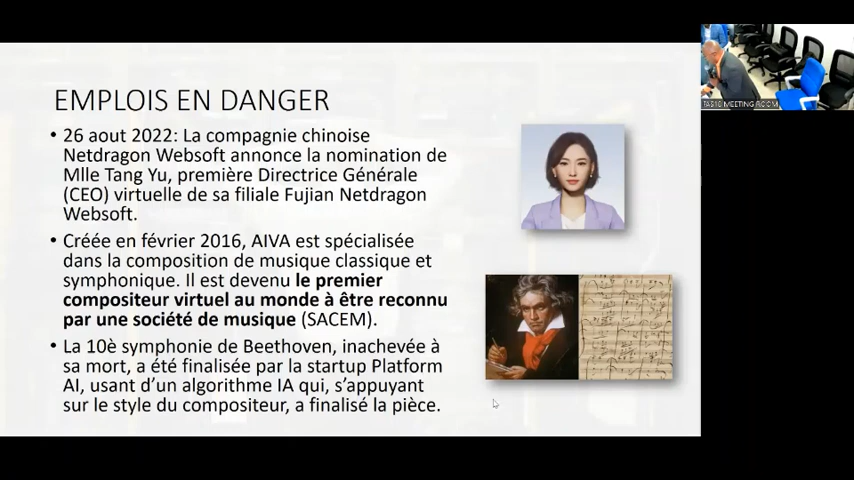 EMPLOIS EN DANGER
• 26 aout 2022: La compagnie chinoise
Netdragon Websoft annonce la nomination de
Mlle Tang Yu, première Directrice Générale
(CEO) virtuelle de sa filiale Fujian Netdragon
Websoft.
• Créée en février 2016, AIVA est spécialisée
dans la composition de musique classique et
symphonique. Il est devenu le premier
compositeur virtuel au monde à être reconnu
par une société de musique (SACEM).
• La 10è symphonie de Beethoven, inachevée à
sa mort, a été finalisée par la startup Platform
AI, usant d’un algorithme IA qui, s’appuyant
sur le style du compositeur, a finalisé la pièce.
MEETING ROOM